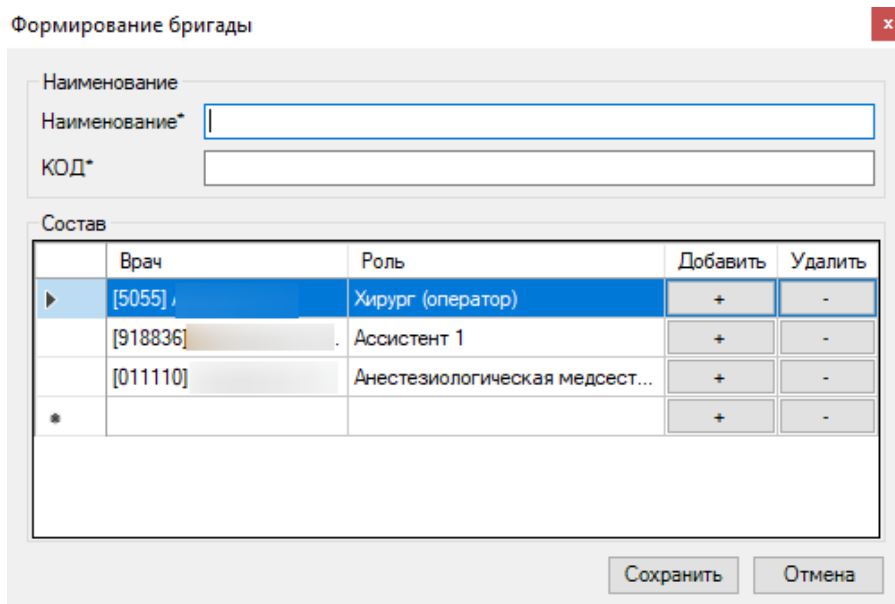 Формирование бригады
x
Наименование
Наименование*
КОД*
Состав
Врач Роль Добавить Удалить
[5055] Хирург (оператор) + -
[918836] . Ассистент 1 + -
[011110] Анестезиологическая медсест... + -
* + -
Сохранить Отмена